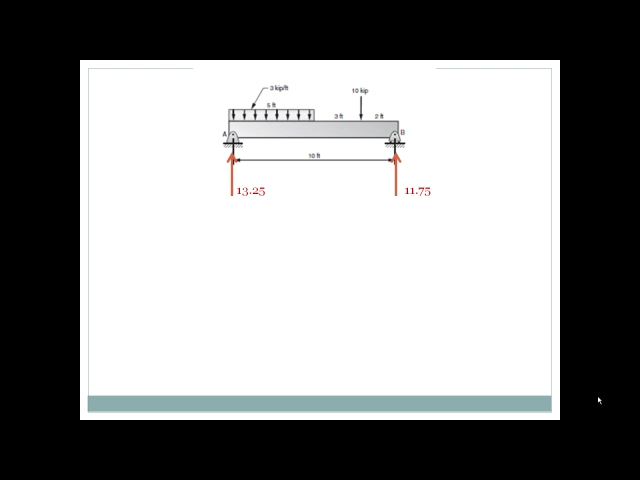 3 kip/ft
10 kip
5 ft
3 ft
2 ft
A
B
10 ft
13.25
11.75